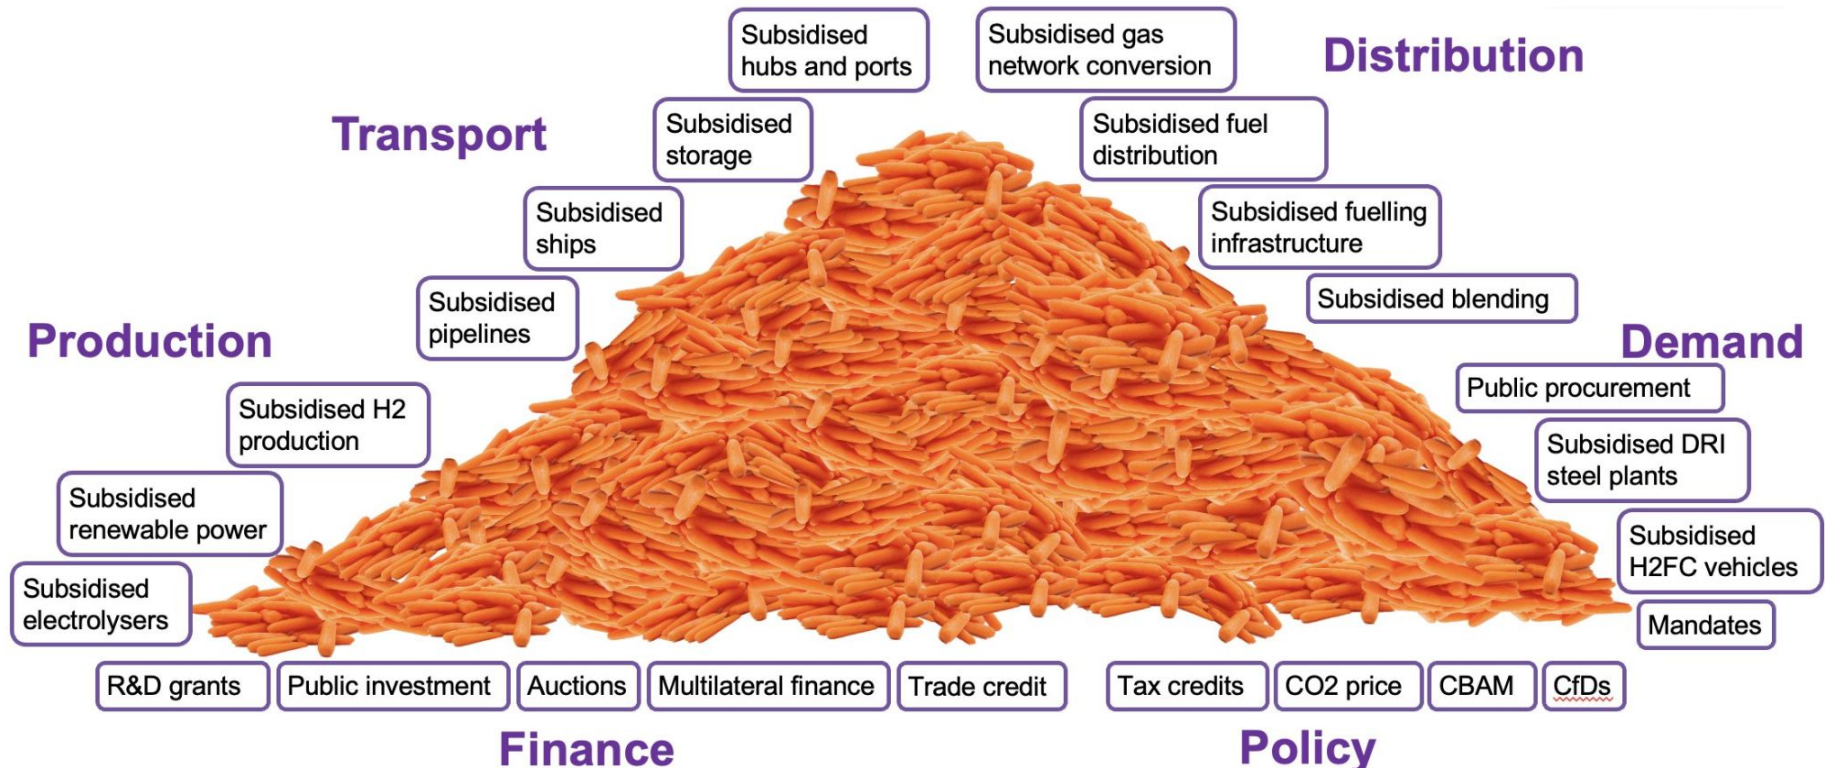 Subsidised
hubs and ports
Subsidised gas
network conversion
Distribution
Transport
Subsidised
storage
Subsidised fuel
distribution
Subsidised
ships
Subsidised fuelling
infrastructure
Subsidised
pipelines
Subsidised blending
Production
Demand
Subsidised H2
production
Public procurement
Subsidised DRI
steel plants
Subsidised
renewable power
Subsidised
H2FC vehicles
Subsidised
electrolysers
Mandates
R&D grants
Public investment
Auctions
Multilateral finance
Trade credit
Tax credits
CO2 price
CBAM
CfDs
Finance
Policy